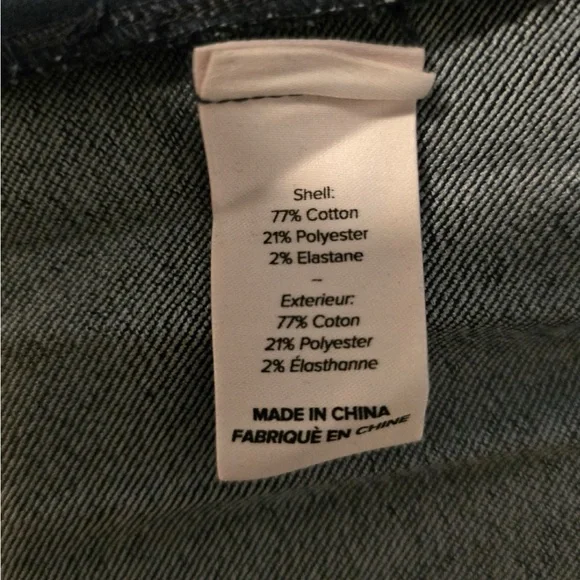 Shell:
77% Cotton
21% Polyester
2% Elastane
–
Exterieur:
77% Coton
21% Polyester
2% Élasthanne
MADE IN CHINA
FABRIQUÈ EN CHINE